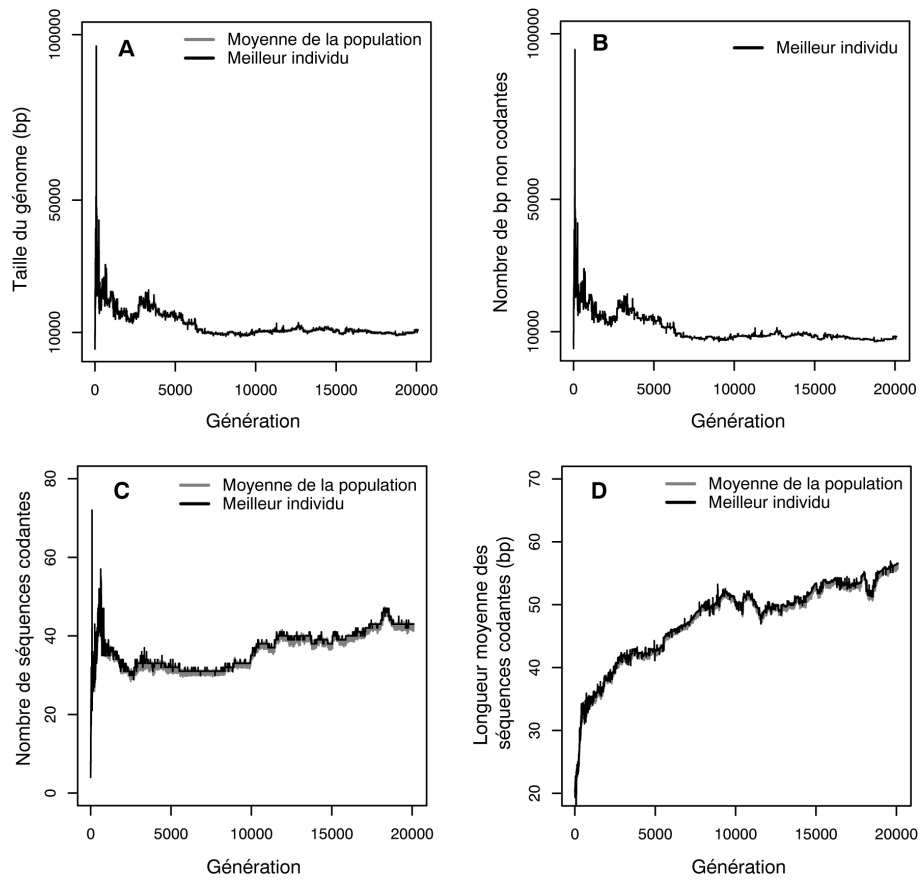 A
Moyenne de la population
Meilleur individu
Taille du génome (bp)
100000
50000
10000
0 5000 10000 15000 20000
Génération
B
Meilleur individu
Nombre de bp non codantes
100000
50000
10000
0 5000 10000 15000 20000
Génération
C
Moyenne de la population
Meilleur individu
Nombre de séquences codantes
80
60
40
20
0
0 5000 10000 15000 20000
Génération
D
Moyenne de la population
Meilleur individu
Longueur moyenne des
séquences codantes (bp)
70
60
50
40
30
20
0 5000 10000 15000 20000
Génération